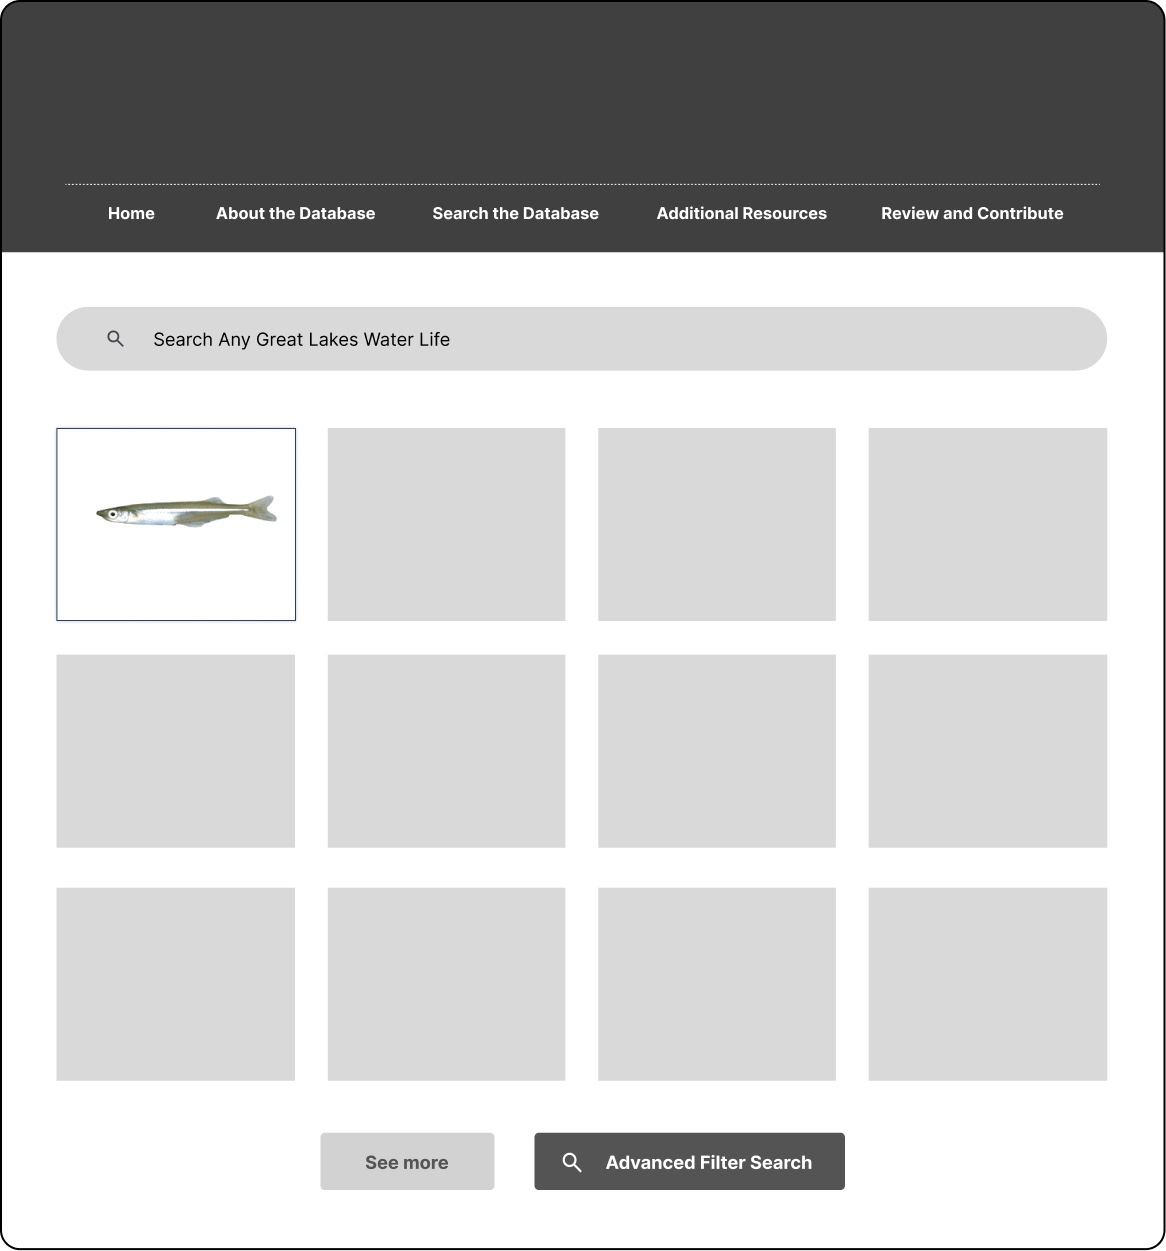 Home About the Database Search the Database Additional Resources Review and Contribute
Search Any Great Lakes Water Life
See more Advanced Filter Search